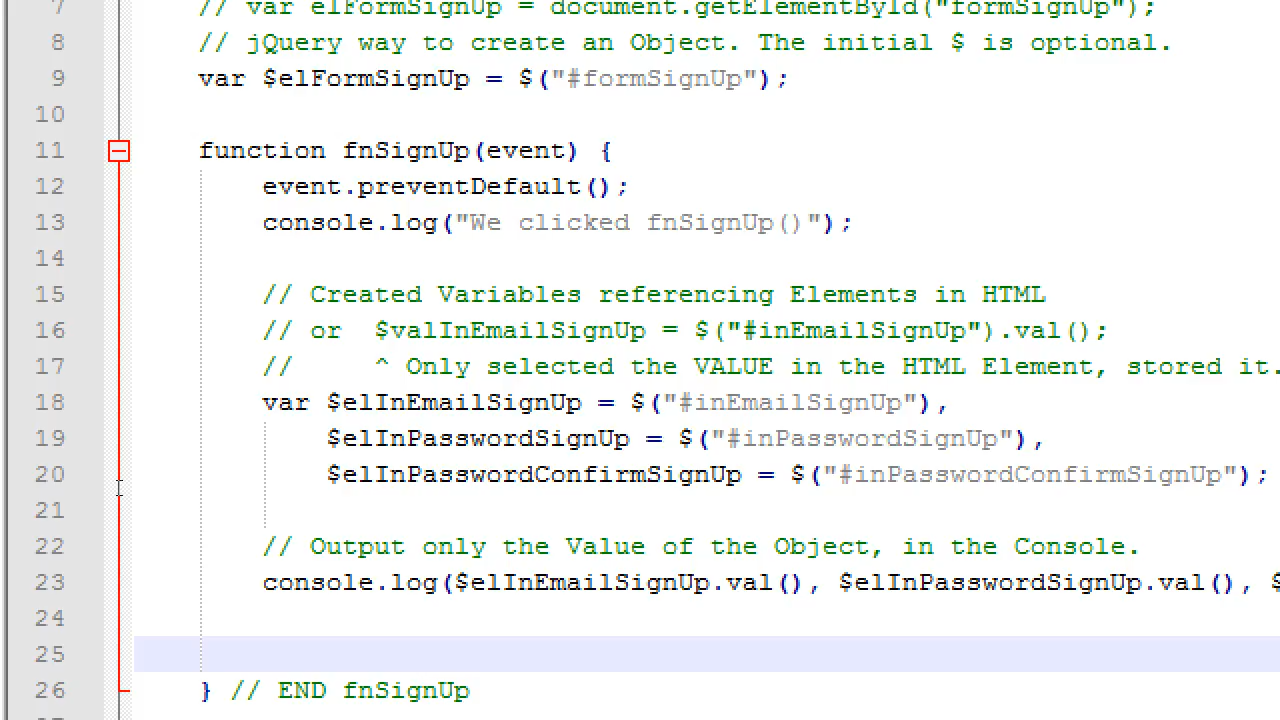 7 // var elFormSignUp = document.getElementById("formSignUp");
8 // jQuery way to create an Object. The initial $ is optional.
9 var $elFormSignUp = $("#formSignUp");
10
11 function fnSignUp(event) {
12 event.preventDefault();
13 console.log("We clicked fnSignUp()");
14
15 // Created Variables referencing Elements in HTML
16 // or  $valInEmailSignUp = $("#inEmailSignUp").val();
17 //     ^ Only selected the VALUE in the HTML Element, stored it.
18 var $elInEmailSignUp = $("#inEmailSignUp"),
19 $elInPasswordSignUp = $("#inPasswordSignUp"),
20 $elInPasswordConfirmSignUp = $("#inPasswordConfirmSignUp");
21
22 // Output only the Value of the Object, in the Console.
23 console.log($elInEmailSignUp.val(), $elInPasswordSignUp.val(), $
24
25
26 } // END fnSignUp